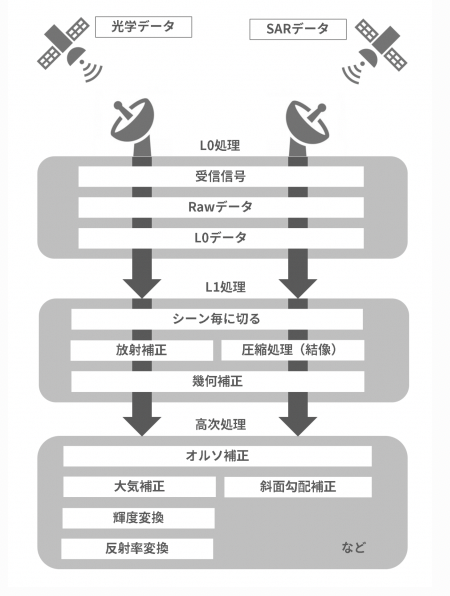 光学データ
SARデータ
L0処理
受信信号
Rawデータ
L0データ
L1処理
シーン毎に切る
放射補正
圧縮処理（結像）
幾何補正
高次処理
オルソ補正
大気補正
斜面勾配補正
輝度変換
反射率変換
など